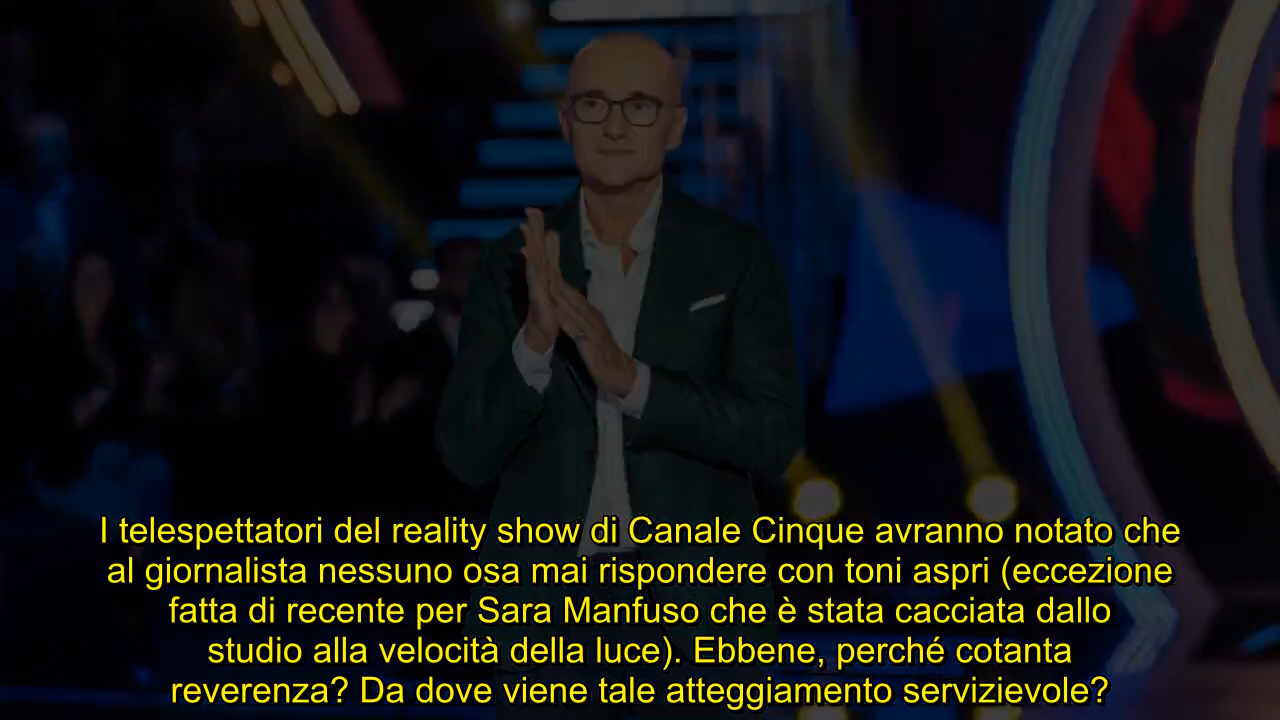 I telespettatori del reality show di Canale Cinque avranno notato che
al giornalista nessuno osa mai rispondere con toni aspri (eccezione
fatta di recente per Sara Manfuso che è stata cacciata dallo
studio alla velocità della luce). Ebbene, perché cotanta
reverenza? Da dove viene tale atteggiamento servizievole?